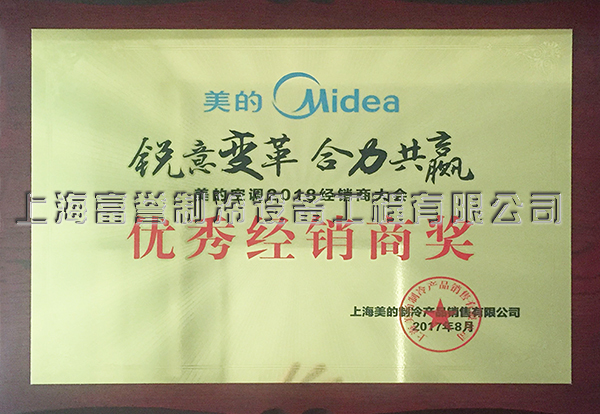 美的 Midea
锐意变革 合力共赢
美的空调2018经销商大会
上海富誉制冷设备工程有限公司
优秀经销商奖
上海美的制冷产品销售有限公司
2017年8月